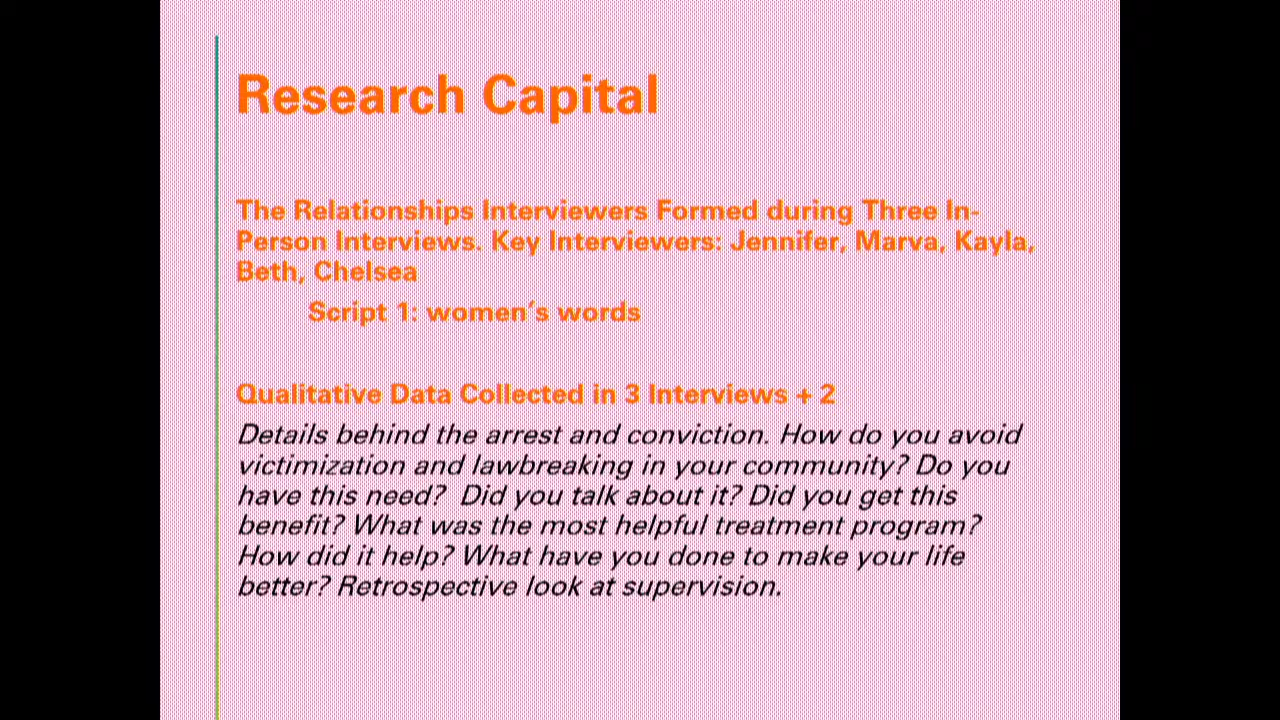 Research Capital
The Relationships Interviewers Formed during Three In-
Person Interviews. Key Interviewers: Jennifer, Marva, Kayla,
Beth, Chelsea
Script 1: women's words
Qualitative Data Collected in 3 Interviews + 2
Details behind the arrest and conviction. How do you avoid
victimization and lawbreaking in your community? Do you
have this need?  Did you talk about it? Did you get this
benefit? What was the most helpful treatment program?
How did it help? What have you done to make your life
better? Retrospective look at supervision.